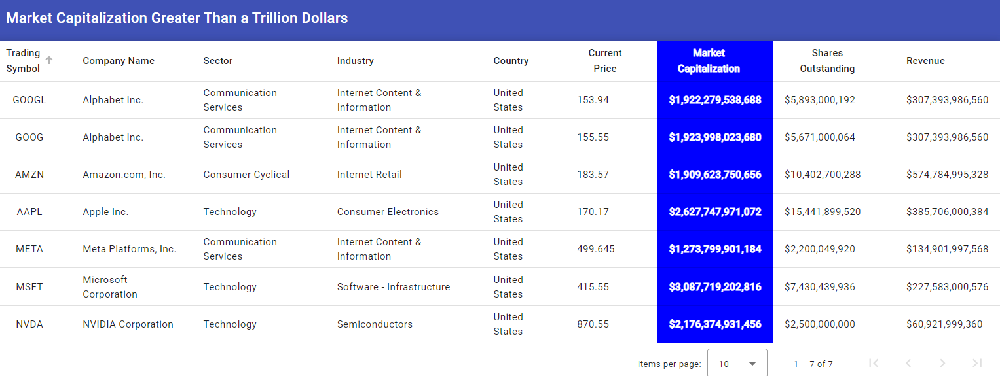 Market Capitalization Greater Than a Trillion Dollars
Trading Symbol Company Name Sector Industry Country Current Price Market Capitalization Shares Outstanding Revenue
GOOGL Alphabet Inc. Communication Services Internet Content & Information United States 153.94 $1,922,279,538,688 $5,893,000,192 $307,393,986,560
GOOG Alphabet Inc. Communication Services Internet Content & Information United States 155.55 $1,923,998,023,680 $5,671,000,064 $307,393,986,560
AMZN Amazon.com, Inc. Consumer Cyclical Internet Retail United States 183.57 $1,909,623,750,656 $10,402,700,288 $574,784,995,328
AAPL Apple Inc. Technology Consumer Electronics United States 170.17 $2,627,747,971,072 $15,441,899,520 $385,706,000,384
META Meta Platforms, Inc. Communication Services Internet Content & Information United States 499.645 $1,273,799,901,184 $2,200,049,920 $134,901,997,568
MSFT Microsoft Corporation Technology Software - Infrastructure United States 415.55 $3,087,719,202,816 $7,430,439,936 $227,583,000,576
NVDA NVIDIA Corporation Technology Semiconductors United States 870.55 $2,176,374,931,456 $2,500,000,000 $60,921,999,360
Items per page: 10 1 – 7 of 7